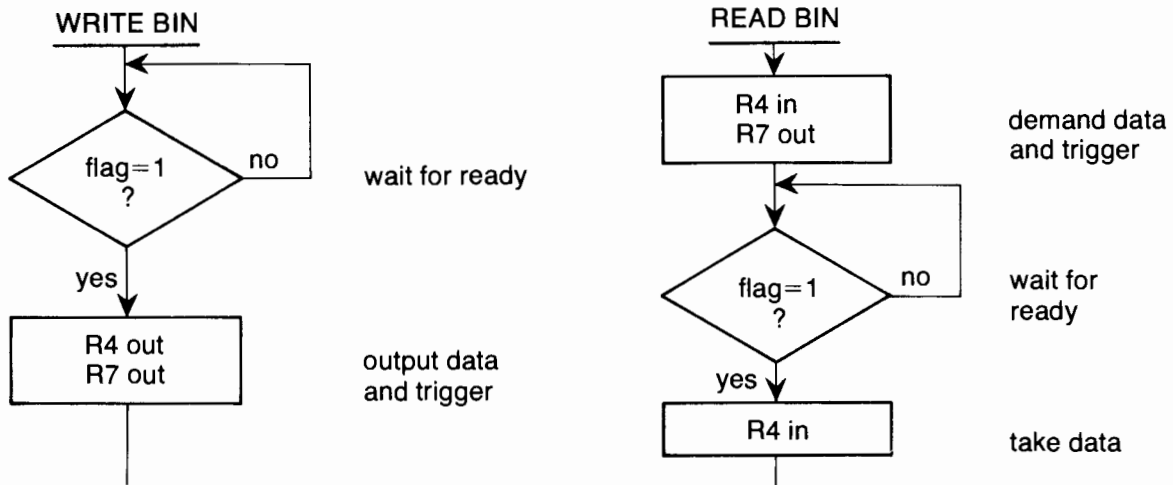 WRITE BIN
flag=1
?
no
wait for ready
yes
R4 out
R7 out
output data
and trigger
READ BIN
R4 in
R7 out
demand data
and trigger
flag=1
?
no
wait for
ready
yes
R4 in
take data